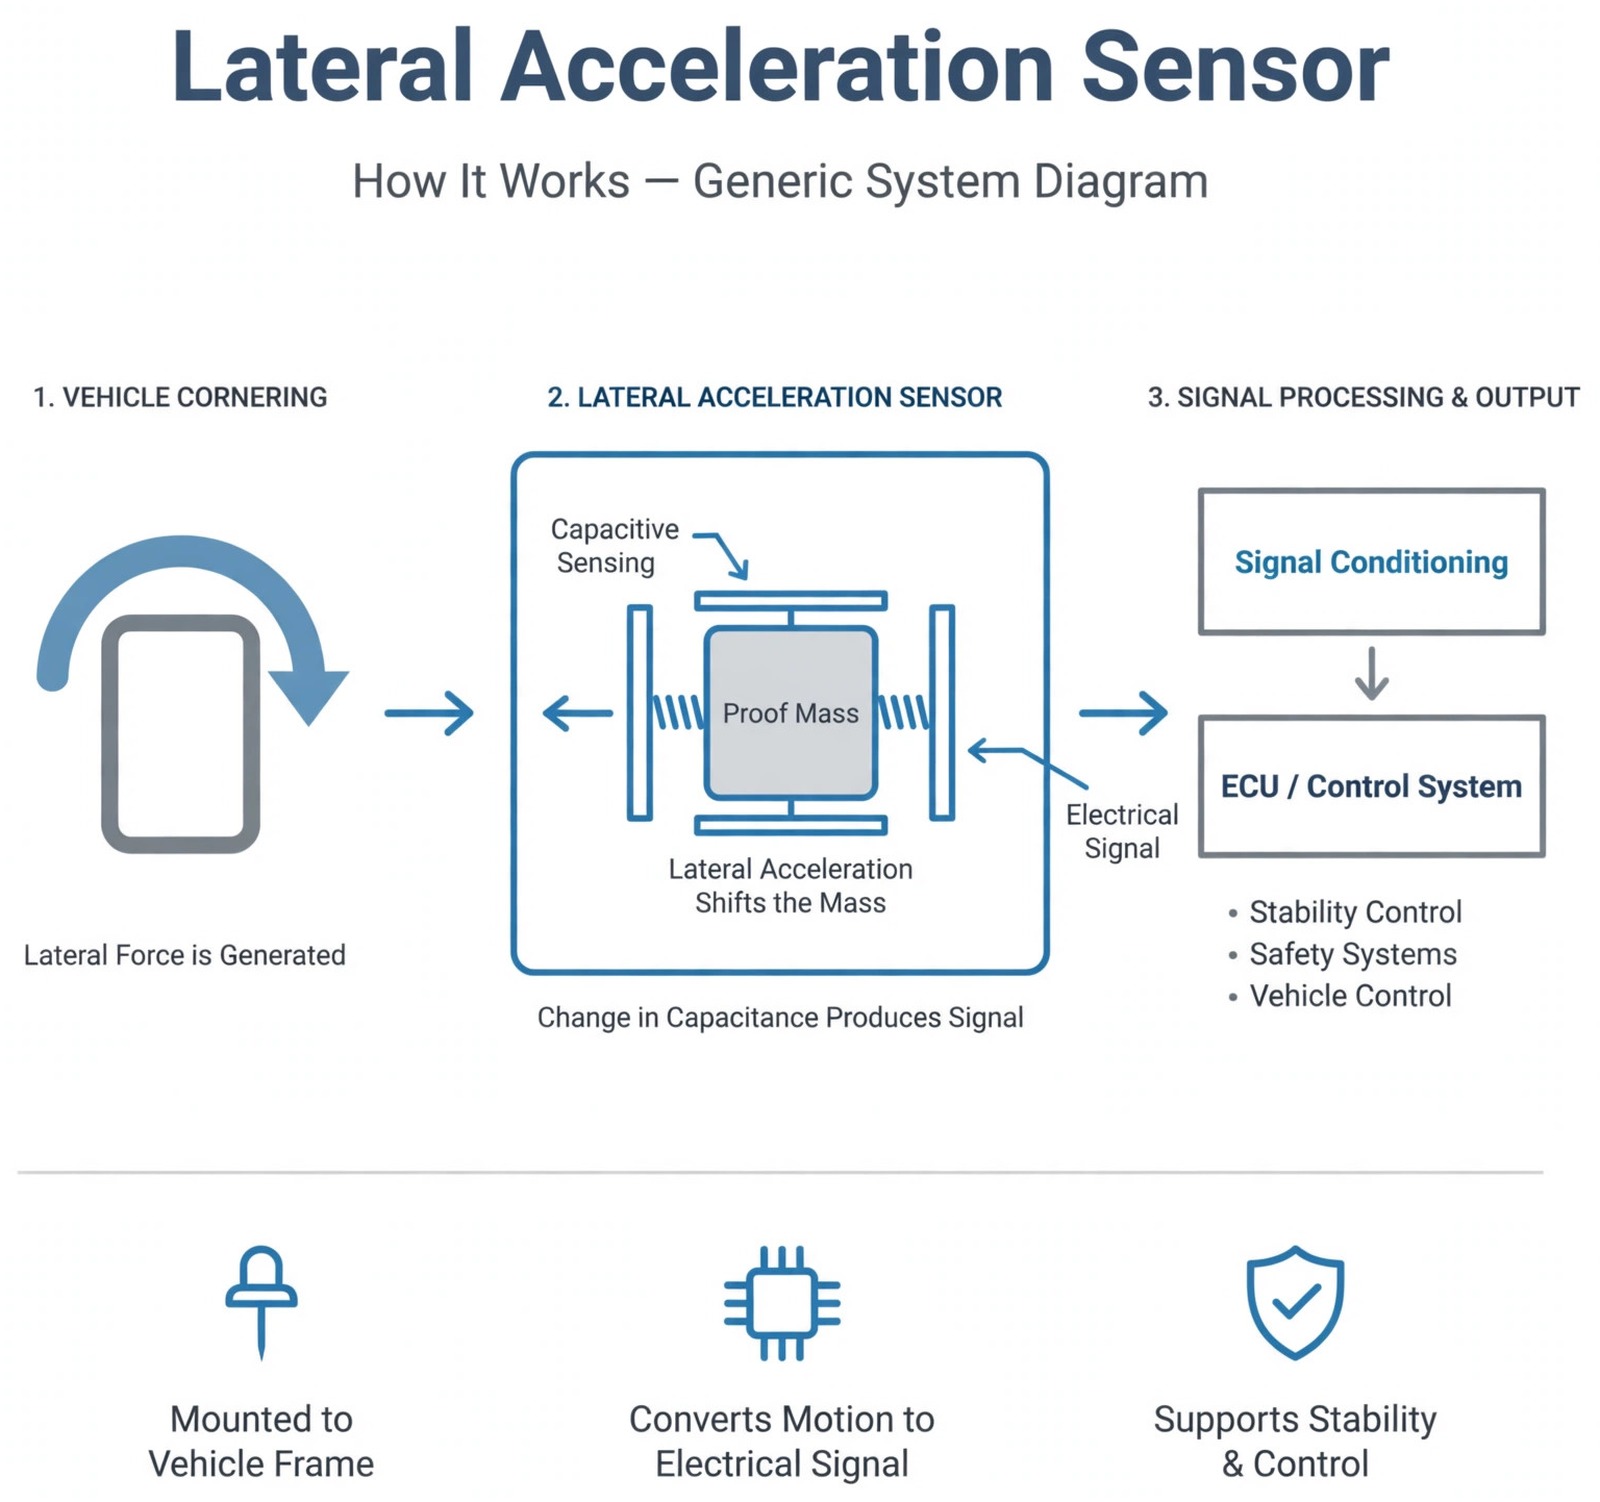 Lateral Acceleration Sensor
How It Works — Generic System Diagram
1. VEHICLE CORNERING
Lateral Force is Generated
2. LATERAL ACCELERATION SENSOR
Capacitive
Sensing
Proof Mass
Lateral Acceleration
Shifts the Mass
Electrical
Signal
Change in Capacitance Produces Signal
3. SIGNAL PROCESSING & OUTPUT
Signal Conditioning
ECU / Control System
• Stability Control
• Safety Systems
• Vehicle Control
Mounted to
Vehicle Frame
Converts Motion to
Electrical Signal
Supports Stability
& Control